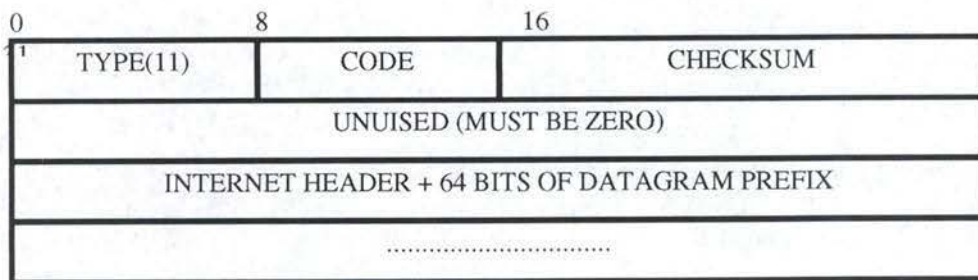 0 8 16
TYPE(11) CODE CHECKSUM
UNUISED (MUST BE ZERO)
INTERNET HEADER + 64 BITS OF DATAGRAM PREFIX
................................